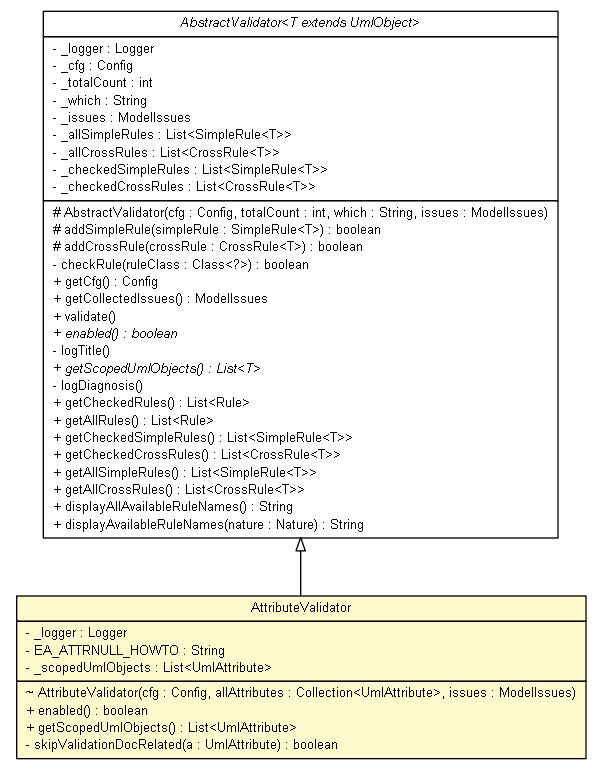 AbstractValidator<T extends UmlObject>
- _logger : Logger
- _cfg : Config
- _totalCount : int
- _which : String
- _issues : ModelIssues
- _allSimpleRules : List<SimpleRule<T>>
- _allCrossRules : List<CrossRule<T>>
- _checkedSimpleRules : List<SimpleRule<T>>
- _checkedCrossRules : List<CrossRule<T>>
# AbstractValidator(cfg : Config, totalCount : int, which : String, issues : ModelIssues)
# addSimpleRule(simpleRule : SimpleRule<T>) : boolean
# addCrossRule(crossRule : CrossRule<T>) : boolean
- checkRule(ruleClass : Class<?>) : boolean
+ getCfg() : Config
+ getCollectedIssues() : ModelIssues
+ validate()
+ enabled() : boolean
- logTitle()
+ getScopedUmlObjects() : List<T>
- logDiagnosis()
+ getCheckedRules() : List<Rule>
+ getAllRules() : List<Rule>
+ getCheckedSimpleRules() : List<SimpleRule<T>>
+ getCheckedCrossRules() : List<CrossRule<T>>
+ getAllSimpleRules() : List<SimpleRule<T>>
+ getAllCrossRules() : List<CrossRule<T>>
+ displayAllAvailableRuleNames() : String
+ displayAvailableRuleNames(nature : Nature) : String
AttributeValidator
- _logger : Logger
- EA_ATTRNULL_HOWTO : String
- _scopedUmlObjects : List<UmlAttribute>
~ AttributeValidator(cfg : Config, allAttributes : Collection<UmlAttribute>, issues : ModelIssues)
+ enabled() : boolean
+ getScopedUmlObjects() : List<UmlAttribute>
- skipValidationDocRelated(a : UmlAttribute) : boolean